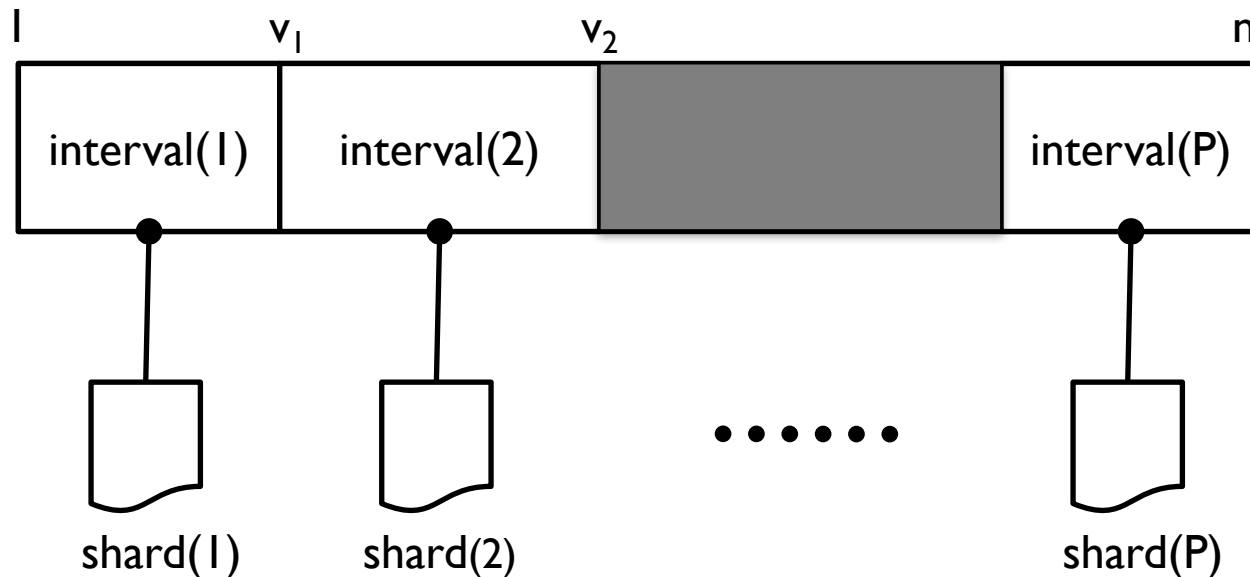 1 v₁ v₂ n
interval(1) interval(2) interval(P)
shard(1) shard(2) shard(P)